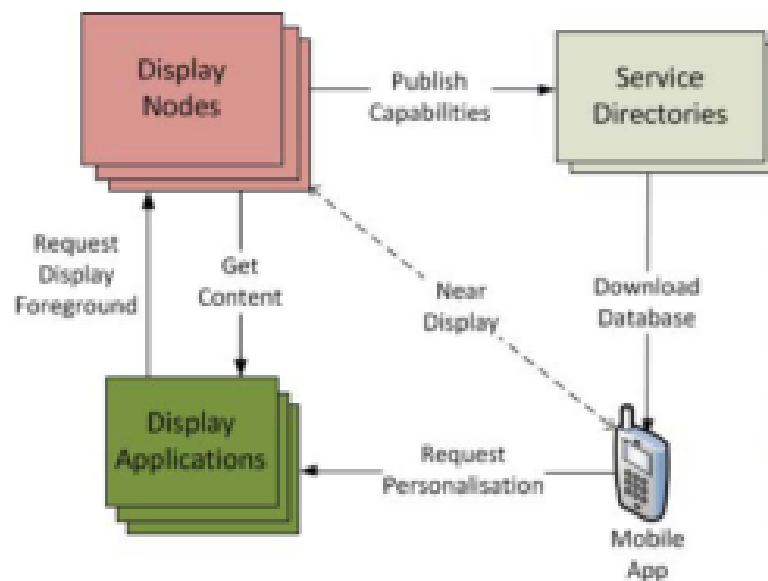 Display
Nodes
Publish
Capabilities
Service
Directories
Request
Display
Foreground
Get
Content
Near
Display
Download
Database
Display
Applications
Request
Personalisation
Mobile
App